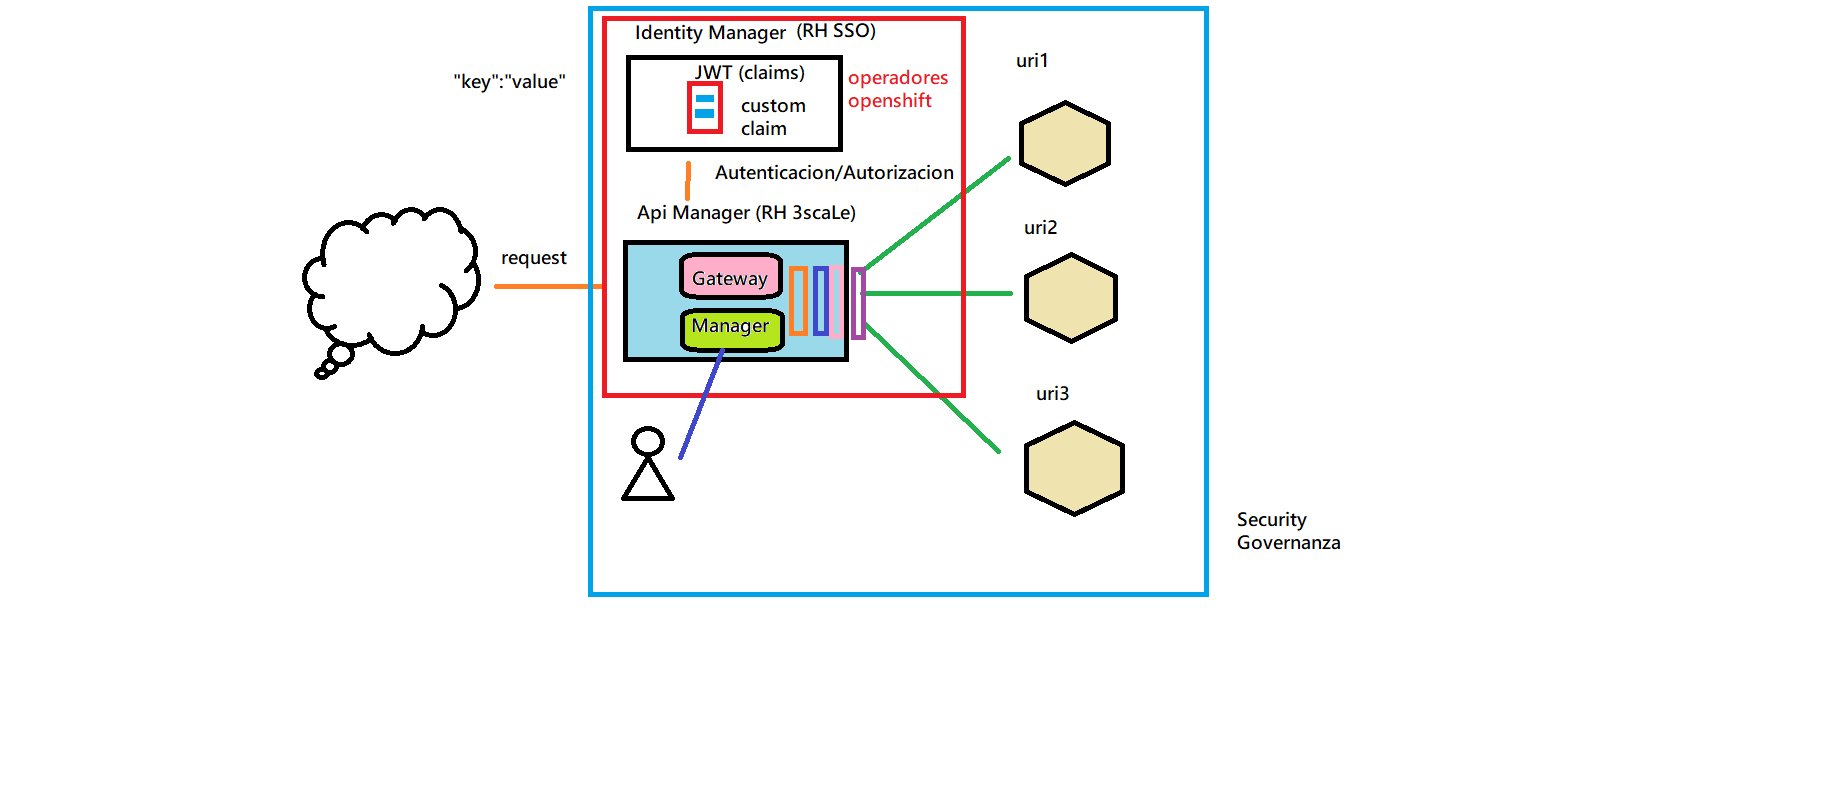 Identity Manager (RH SSO)
JWT (claims)
custom
claim
operadores
openshift
"key":"value"
uri1
Autenticacion/Autorizacion
Api Manager (RH 3scaLe)
request
Gateway
Manager
uri2
uri3
Security
Governanza